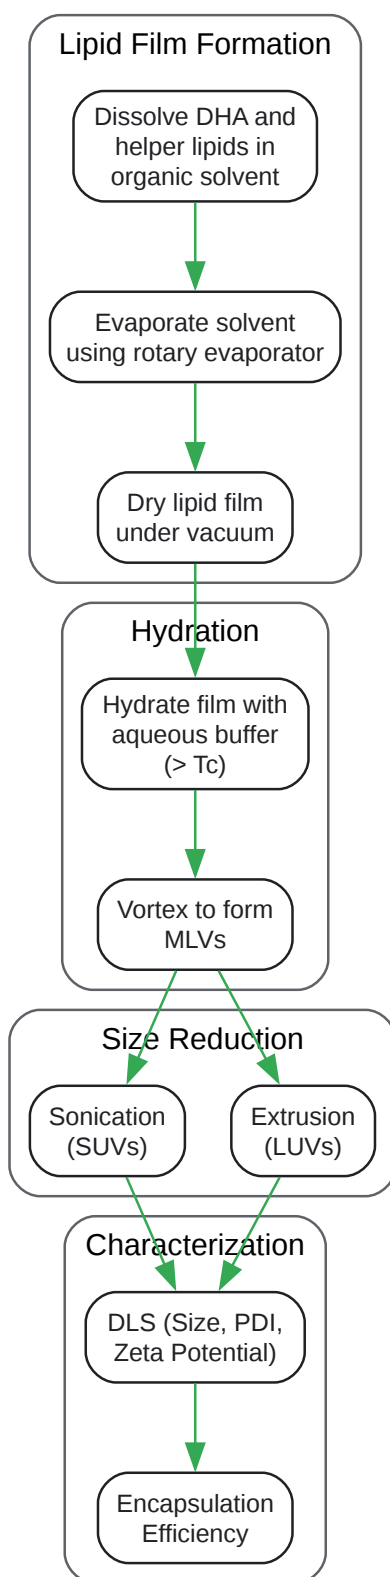 Lipid Film Formation
Dissolve DHA and
helper lipids in
organic solvent
Evaporate solvent
using rotary evaporator
Dry lipid film
under vacuum
Hydration
Hydrate film with
aqueous buffer
(> Tc)
Vortex to form
MLVs
Size Reduction
Sonication
(SUVs)
Extrusion
(LUVs)
Characterization
DLS (Size, PDI,
Zeta Potential)
Encapsulation
Efficiency